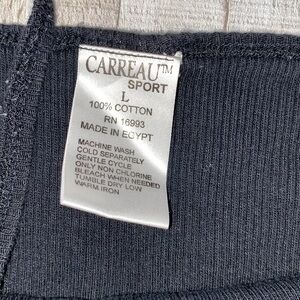 CARREAU™
SPORT
L
100% COTTON
RN 16993
MADE IN EGYPT
MACHINE WASH
COLD SEPARATELY
GENTLE CYCLE
ONLY NON CHLORINE
BLEACH WHEN NEEDED
TUMBLE DRY LOW
WARM IRON